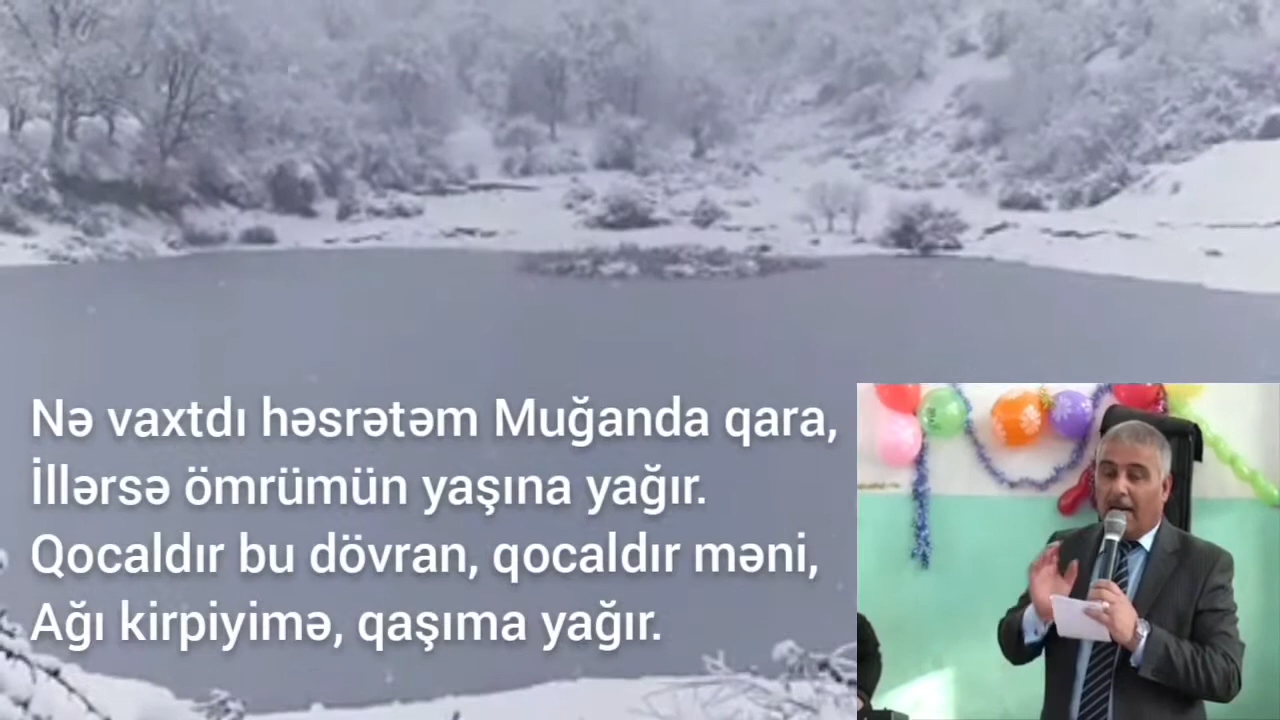 Nə vaxtdı həsrətəm Muğanda qara,
İllərsə ömrümün yaşına yağır.
Qocaldır bu dövran, qocaldır məni,
Ağı kirpiyimə, qaşıma yağır.